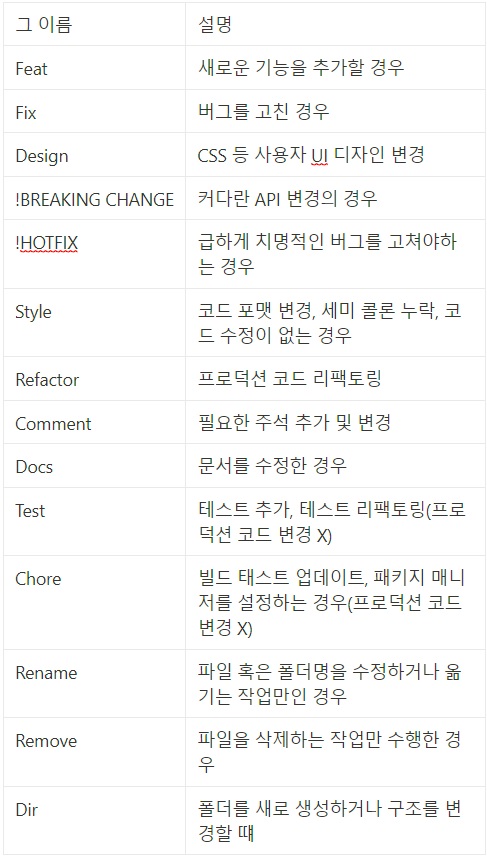 그 이름 설명
Feat 새로운 기능을 추가할 경우
Fix 버그를 고친 경우
Design CSS 등 사용자 UI 디자인 변경
!BREAKING CHANGE 커다란 API 변경의 경우
!HOTFIX 급하게 치명적인 버그를 고쳐야하
는 경우
Style 코드 포맷 변경, 세미 콜론 누락, 코
드 수정이 없는 경우
Refactor 프로덕션 코드 리팩토링
Comment 필요한 주석 추가 및 변경
Docs 문서를 수정한 경우
Test 테스트 추가, 테스트 리팩토링(프로
덕션 코드 변경 X)
Chore 빌드 태스트 업데이트, 패키지 매니
저를 설정하는 경우(프로덕션 코드
변경 X)
Rename 파일 혹은 폴더명을 수정하거나 옮
기는 작업만인 경우
Remove 파일을 삭제하는 작업만 수행한 경
우
Dir 폴더를 새로 생성하거나 구조를 변
경할 떄